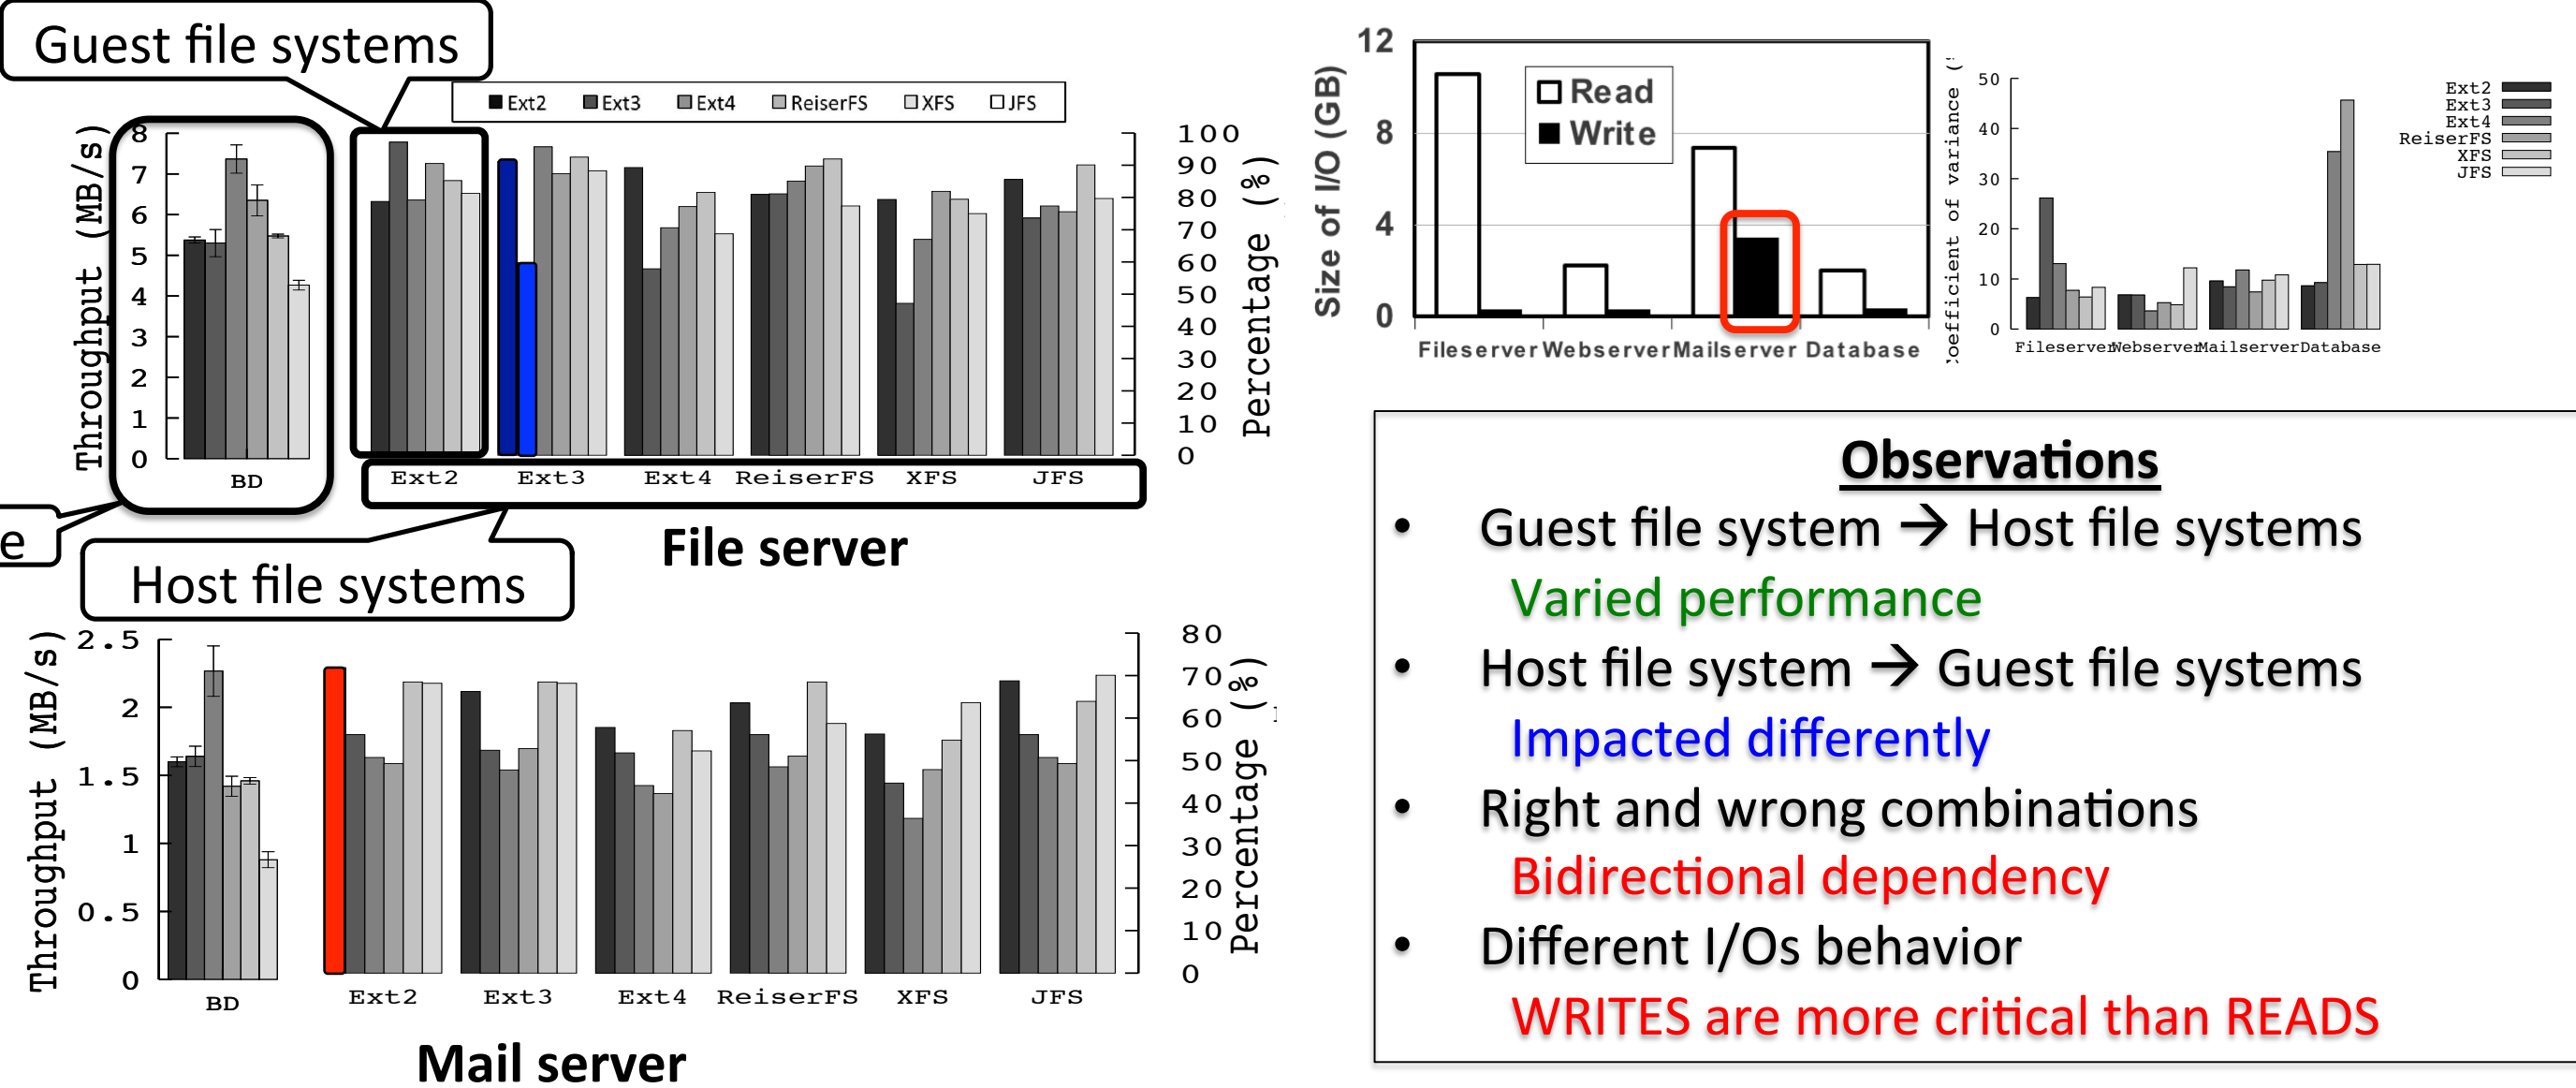 Guest file systems
Ext2 Ext3 Ext4 ReiserFS XFS JFS
Throughput (MB/s)
8
7
6
5
4
3
2
1
0
BD
Ext2 Ext3 Ext4 ReiserFS XFS JFS
100
90
80
70
60
50
40
30
20
10
0
Percentage (%)
e
Host file systems
File server
Throughput (MB/s)
2.5
2
1.5
1
0.5
0
BD
Ext2 Ext3 Ext4 ReiserFS XFS JFS
80
70
60
50
40
30
20
10
0
Percentage (%)
Mail server
Size of I/O (GB)
12
8
4
0
Read
Write
Fileserver Webserver Mailserver Database
Coefficient of variance (
50
40
30
20
10
0
Fileserver Webserver Mailserver Database
Ext2
Ext3
Ext4
ReiserFS
XFS
JFS
Observations
• Guest file system → Host file systems
Varied performance
• Host file system → Guest file systems
Impacted differently
• Right and wrong combinations
Bidirectional dependency
• Different I/Os behavior
WRITES are more critical than READS